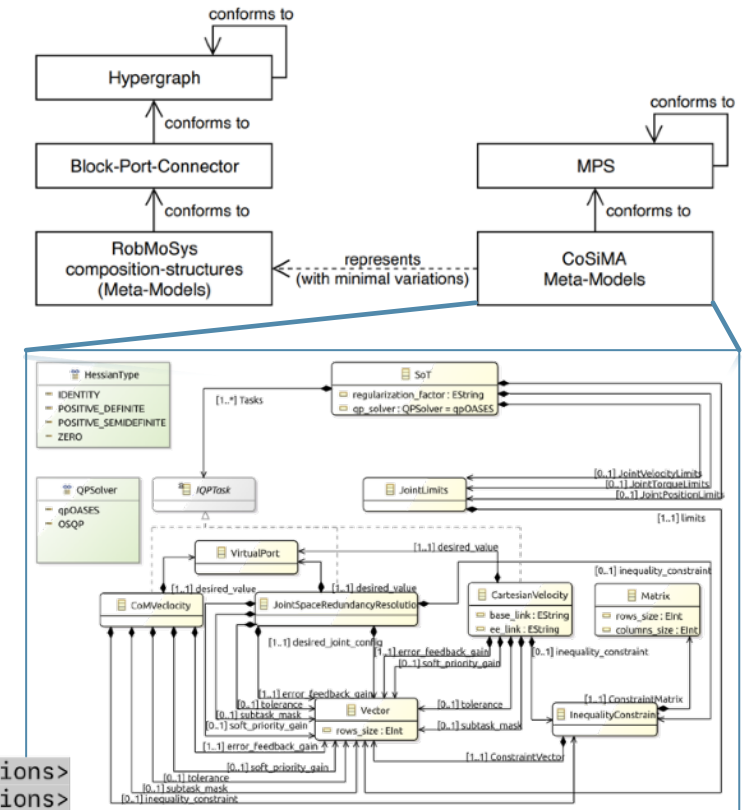 conforms to
Hypergraph
conforms to
Block-Port-Connector
conforms to
RobMoSys
composition-structures
(Meta-Models)
represents
(with minimal variations)
conforms to
MPS
conforms to
CoSiMA
Meta-Models
HessianType
IDENTITY
POSITIVE_DEFINITE
POSITIVE_SEMIDEFINITE
ZERO
SoT
regularization_factor : EString
qp_solver : QPSolver = qpOASES
[1..*] Tasks
[0..1] JointVelocityLimits
[0..1] JointTorqueLimits
[0..1] JointPositionLimits
QPSolver
qpOASES
OSQP
IQPTask
JointLimits
[1..1] limits
VirtualPort
[1..1] desired_value
[0..1] inequality_constraint
[1..1] desired_value
[1..1] desired_value
CoMVeclocity
JointSpaceRedundancyResolutio
CartesianVelocity
base_link : EString
ee_link : EString
Matrix
rows_size : EInt
columns_size : EInt
[1..1] desired_joint_config
[1..1] error_feedback_gain
[0..1] soft_priority_gain
[0..1] inequality_constraint
[1..1] error_feedback_gain
[0..1] tolerance
[0..1] subtask_mask
[0..1] soft_priority_gain
[1..1] error_feedback_gain
Vector
rows_size : EInt
[0..1] tolerance
[0..1] subtask_mask
[1..1] ConstraintMatrix
InequalityConstrain
[1..1] ConstraintVector
[0..1] soft_priority_gain
[0..1] tolerance
[0..1] subtask_mask
[0..1] inequality_constraint
ions>
ions>